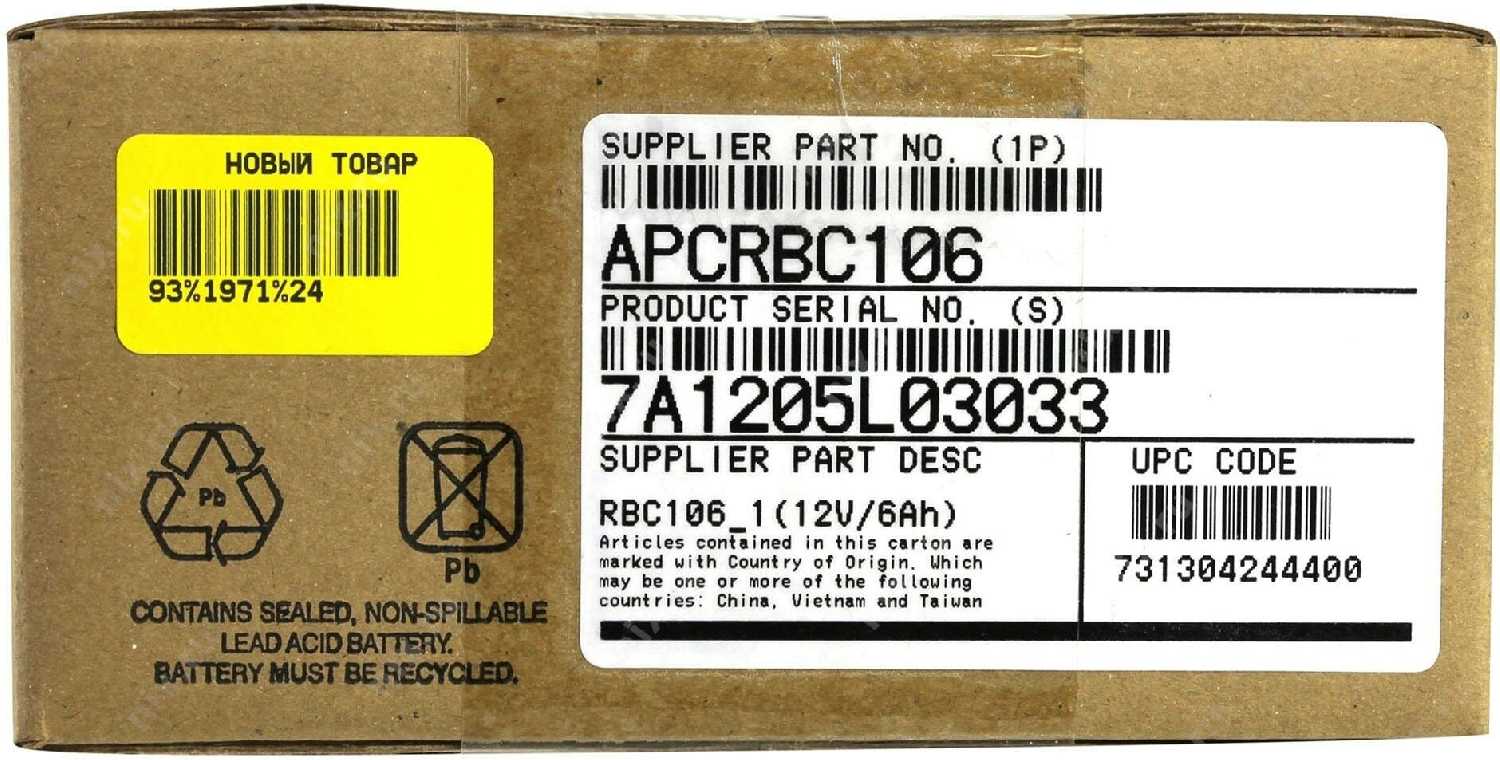 НОВЫЙ ТОВАР
93%1971%24
Pb
Pb
CONTAINS SEALED, NON-SPILLABLE
LEAD ACID BATTERY.
BATTERY MUST BE RECYCLED.
SUPPLIER PART NO. (1P)
APCRBC106
PRODUCT SERIAL NO. (S)
7A1205L03033
SUPPLIER PART DESC
RBC106_1(12V/6Ah)
Articles contained in this carton are
marked with Country of Origin. Which
may be one or more of the following
countries: China, Vietnam and Taiwan
UPC CODE
731304244400